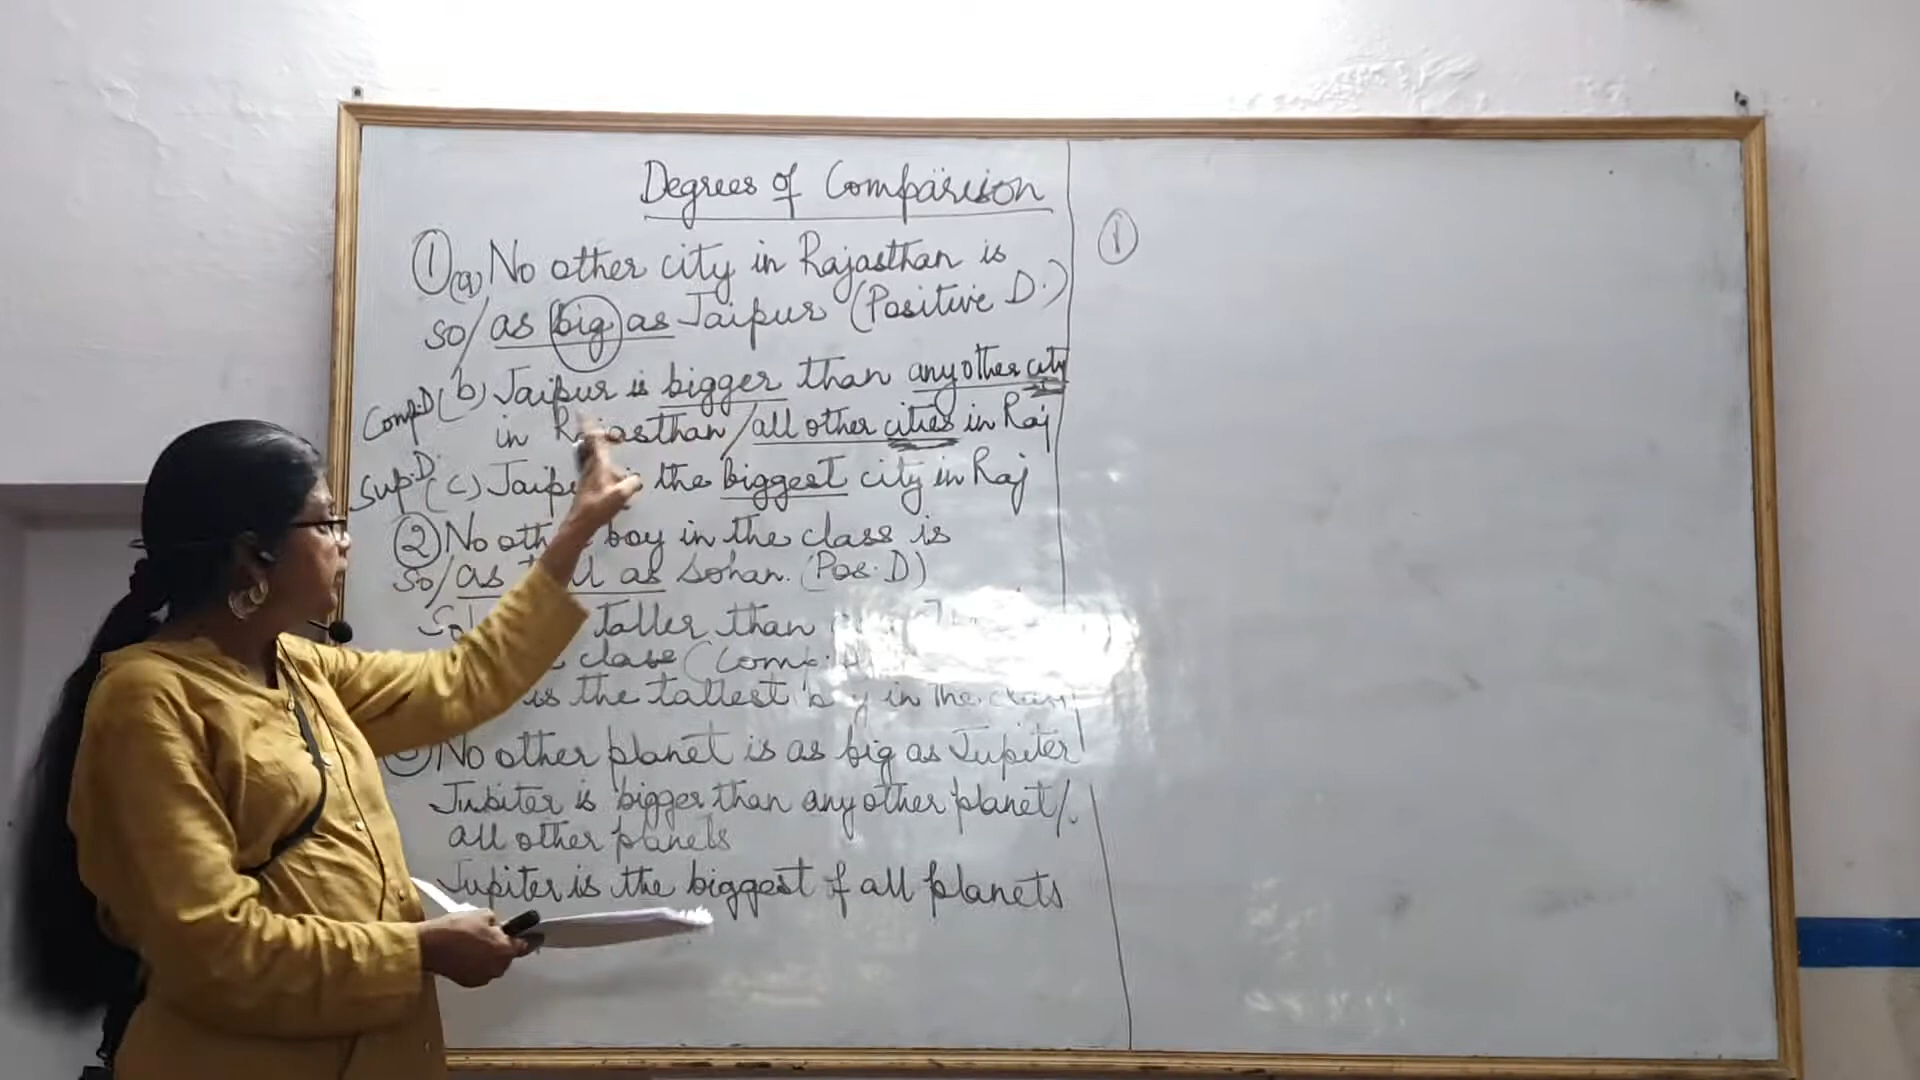 Degrees of Comparision
① (a) No other city in Rajasthan is
so/as big as Jaipur (Positive D.)
Comp.D (b) Jaipur is bigger than any other city
in Rajasthan/all other cities in Raj
Sup.D. (c) Jaipur the biggest city in Raj
② No other boy in the class is
so/as tall as Sohan. (Pos.D)
taller than
class (Comp.
is the tallest boy in the class
No other planet is as big as Jupiter
Jupiter is bigger than any other planet/
all other planets
Jupiter is the biggest of all planets
①